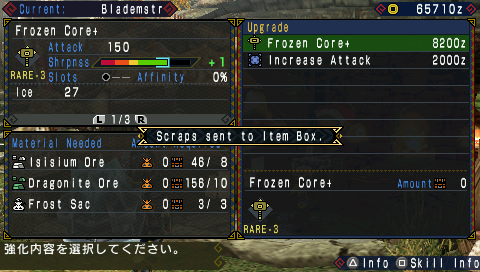 Current: Blademstr
65710z
Frozen Core+
Attack 150
Shrpnss +1
RARE-3 Slots ●-- Affinity 0%
Ice 27
L 1/3 R
Upgrade
Frozen Core+ 8200z
Increase Attack 2000z
Scraps sent to Item Box.
Material Needed
Isisium Ore 0 46/ 8
Dragonite Ore 0 156/10
Frost Sac 0 3/ 3
Frozen Core+ Amount 0
RARE-3
強化内容を選択してください。
△Info □Skill Info